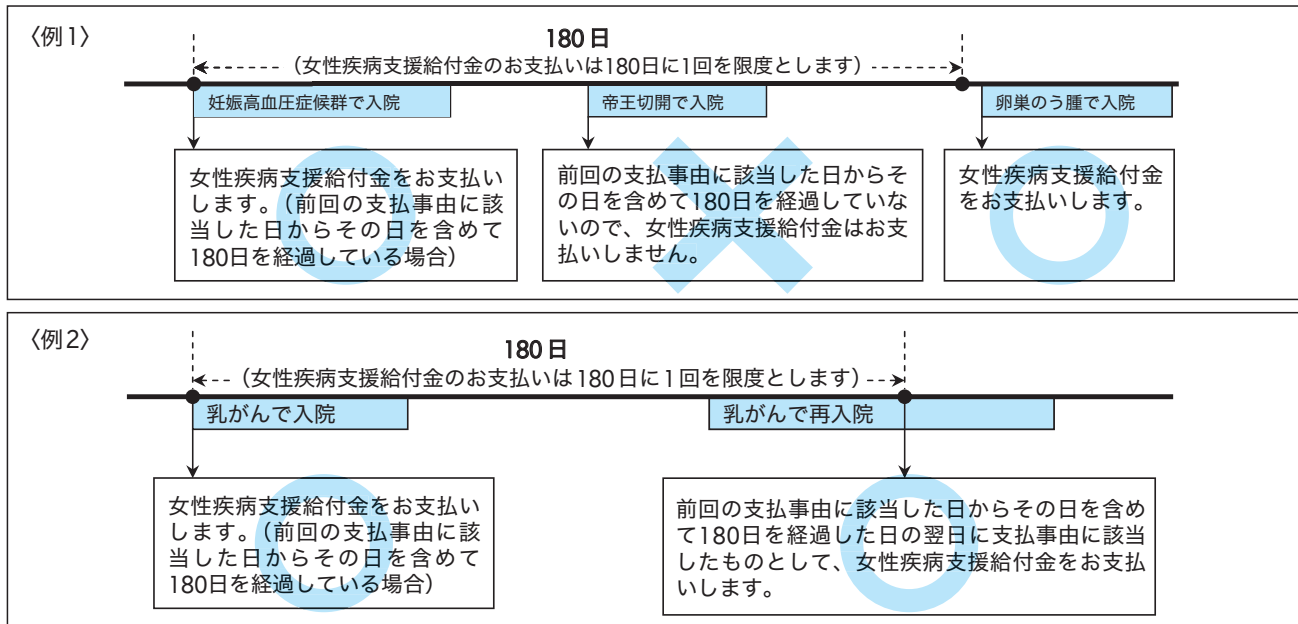 〈例1〉
180日
（女性疾病支援給付金のお支払いは180日に1回を限度とします）
妊娠高血圧症候群で入院
帝王切開で入院
卵巣のう腫で入院
女性疾病支援給付金をお支払い
します。（前回の支払事由に該
当した日からその日を含めて
180日を経過している場合）
前回の支払事由に該当した日からそ
の日を含めて180日を経過していな
いので、女性疾病支援給付金はお支
払いしません。
女性疾病支援給付金
をお支払いします。
〈例2〉
180日
（女性疾病支援給付金のお支払いは180日に1回を限度とします）
乳がんで入院
乳がんで再入院
女性疾病支援給付金をお支払い
します。（前回の支払事由に該
当した日からその日を含めて
180日を経過している場合）
前回の支払事由に該当した日からその日を含め
て180日を経過した日の翌日に支払事由に該当
したものとして、女性疾病支援給付金をお支払
いします。